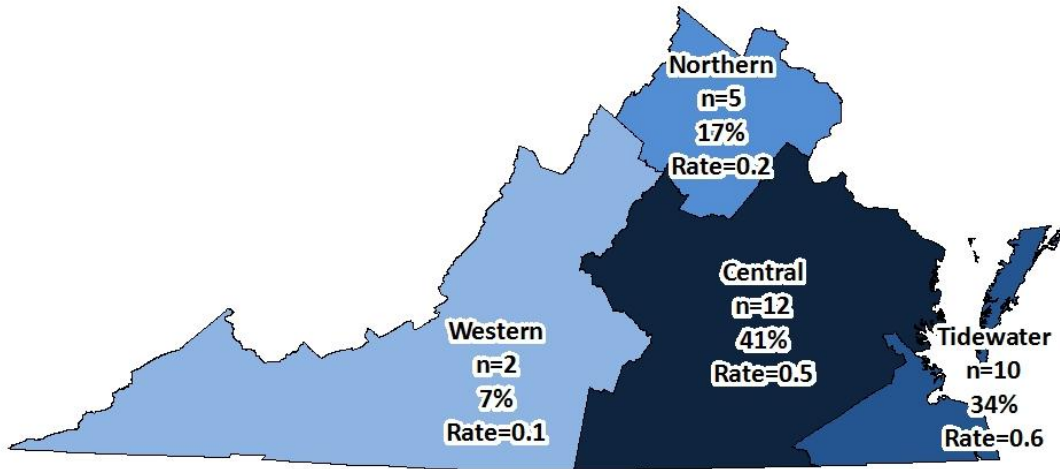 Northern
n=5
17%
Rate=0.2
Central
n=12
41%
Rate=0.5
Western
n=2
7%
Rate=0.1
Tidewater
n=10
34%
Rate=0.6